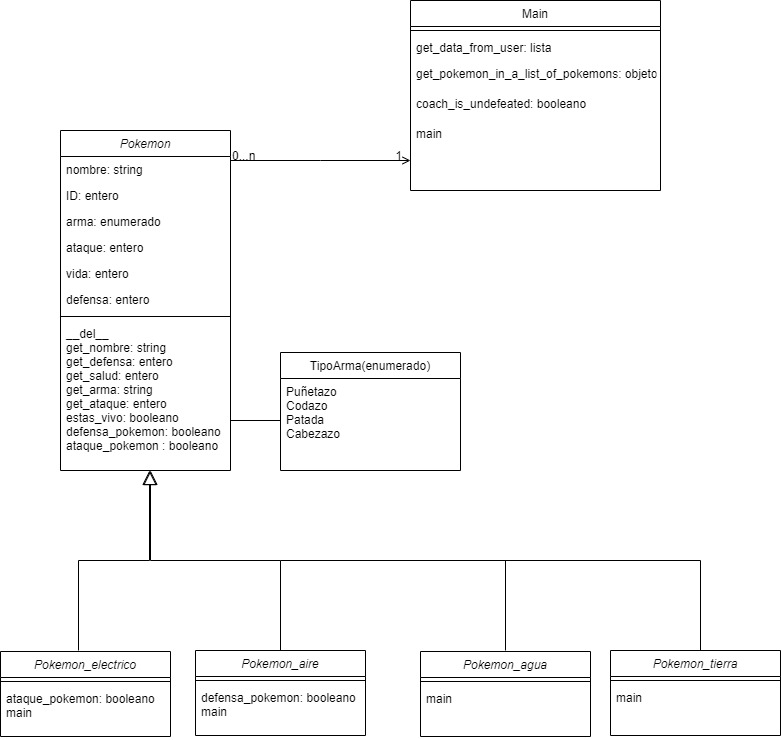 Main
get_data_from_user: lista
get_pokemon_in_a_list_of_pokemons: objeto
coach_is_undefeated: booleano
main
Pokemon
nombre: string
ID: entero
arma: enumerado
ataque: entero
vida: entero
defensa: entero
__del__
get_nombre: string
get_defensa: entero
get_salud: entero
get_arma: string
get_ataque: entero
estas_vivo: booleano
defensa_pokemon: booleano
ataque_pokemon : booleano
0...n
1
TipoArma(enumerado)
Puñetazo
Codazo
Patada
Cabezazo
Pokemon_electrico
ataque_pokemon: booleano
main
Pokemon_aire
defensa_pokemon: booleano
main
Pokemon_agua
main
Pokemon_tierra
main